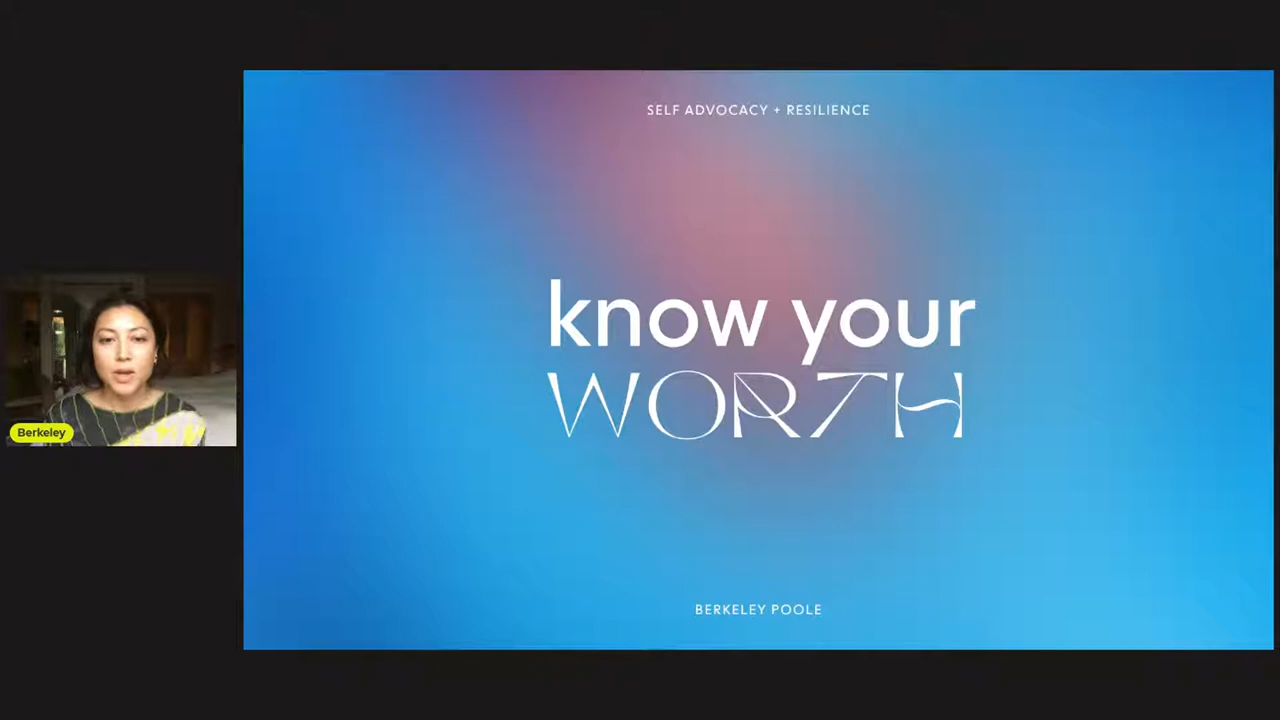 SELF ADVOCACY + RESILIENCE
know your
WORTH
Berkeley
BERKELEY POOLE